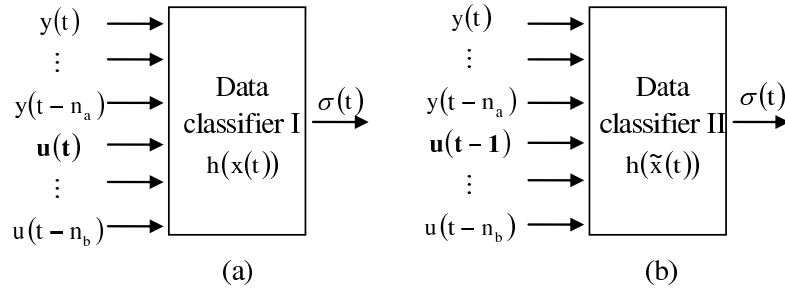 y(t)
⋮
y(t − n_a)
u(t)
⋮
u(t − n_b)
Data
classifier I
h(x(t))
σ(t)
(a)
y(t)
⋮
y(t − n_a)
u(t − 1)
⋮
u(t − n_b)
Data
classifier II
h(x̃(t))
σ(t)
(b)